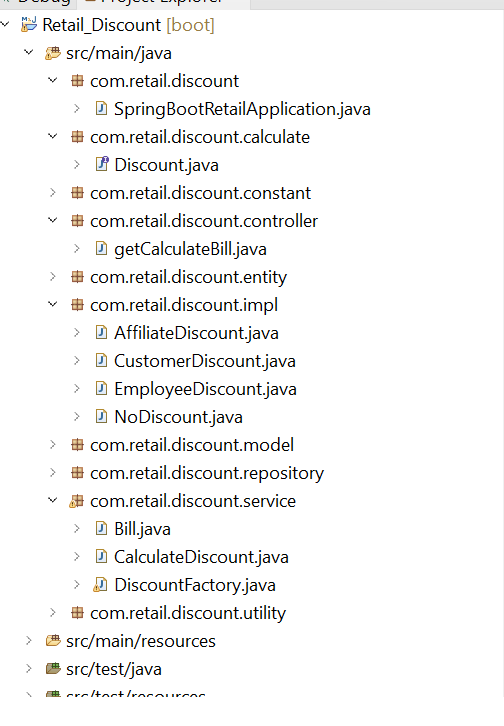 Debug Project Explorer
Retail_Discount [boot]
src/main/java
com.retail.discount
SpringBootRetailApplication.java
com.retail.discount.calculate
Discount.java
com.retail.discount.constant
com.retail.discount.controller
getCalculateBill.java
com.retail.discount.entity
com.retail.discount.impl
AffiliateDiscount.java
CustomerDiscount.java
EmployeeDiscount.java
NoDiscount.java
com.retail.discount.model
com.retail.discount.repository
com.retail.discount.service
Bill.java
CalculateDiscount.java
DiscountFactory.java
com.retail.discount.utility
src/main/resources
src/test/java
src/test/resources